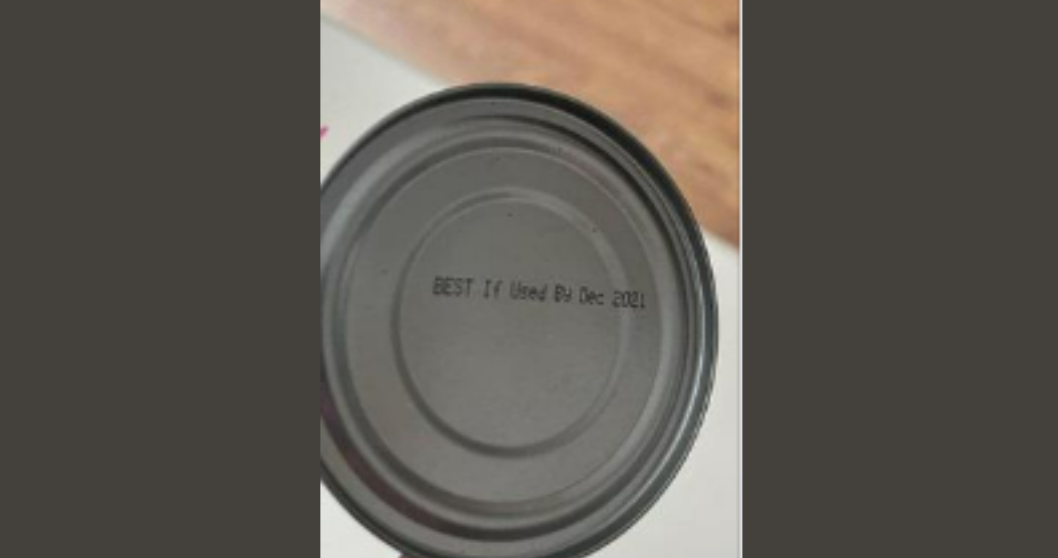 BEST If Used By Dec 2021